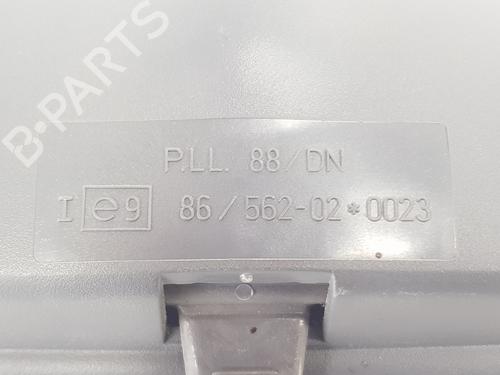 B-PARTS
P.LL. 88/DN
I e9 86/562-02*0023